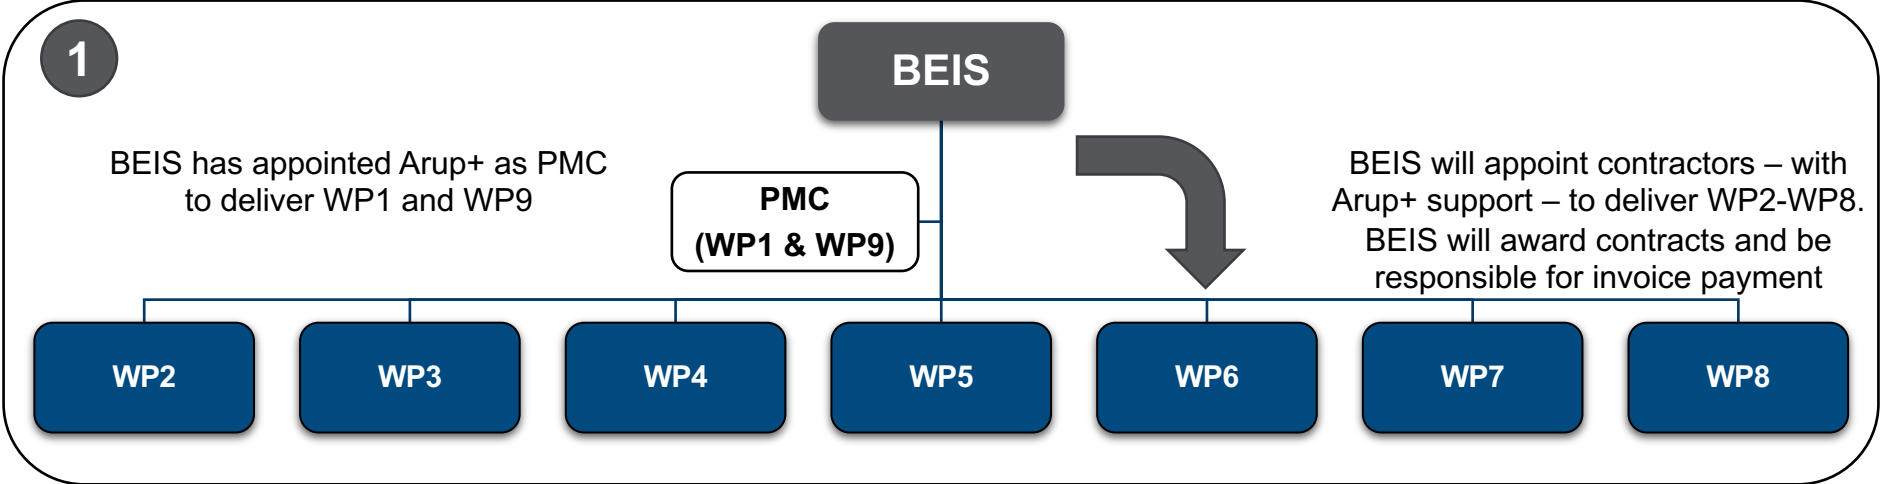 1
BEIS
BEIS has appointed Arup+ as PMC
to deliver WP1 and WP9
PMC
(WP1 & WP9)
BEIS will appoint contractors – with
Arup+ support – to deliver WP2-WP8.
BEIS will award contracts and be
responsible for invoice payment
WP2
WP3
WP4
WP5
WP6
WP7
WP8